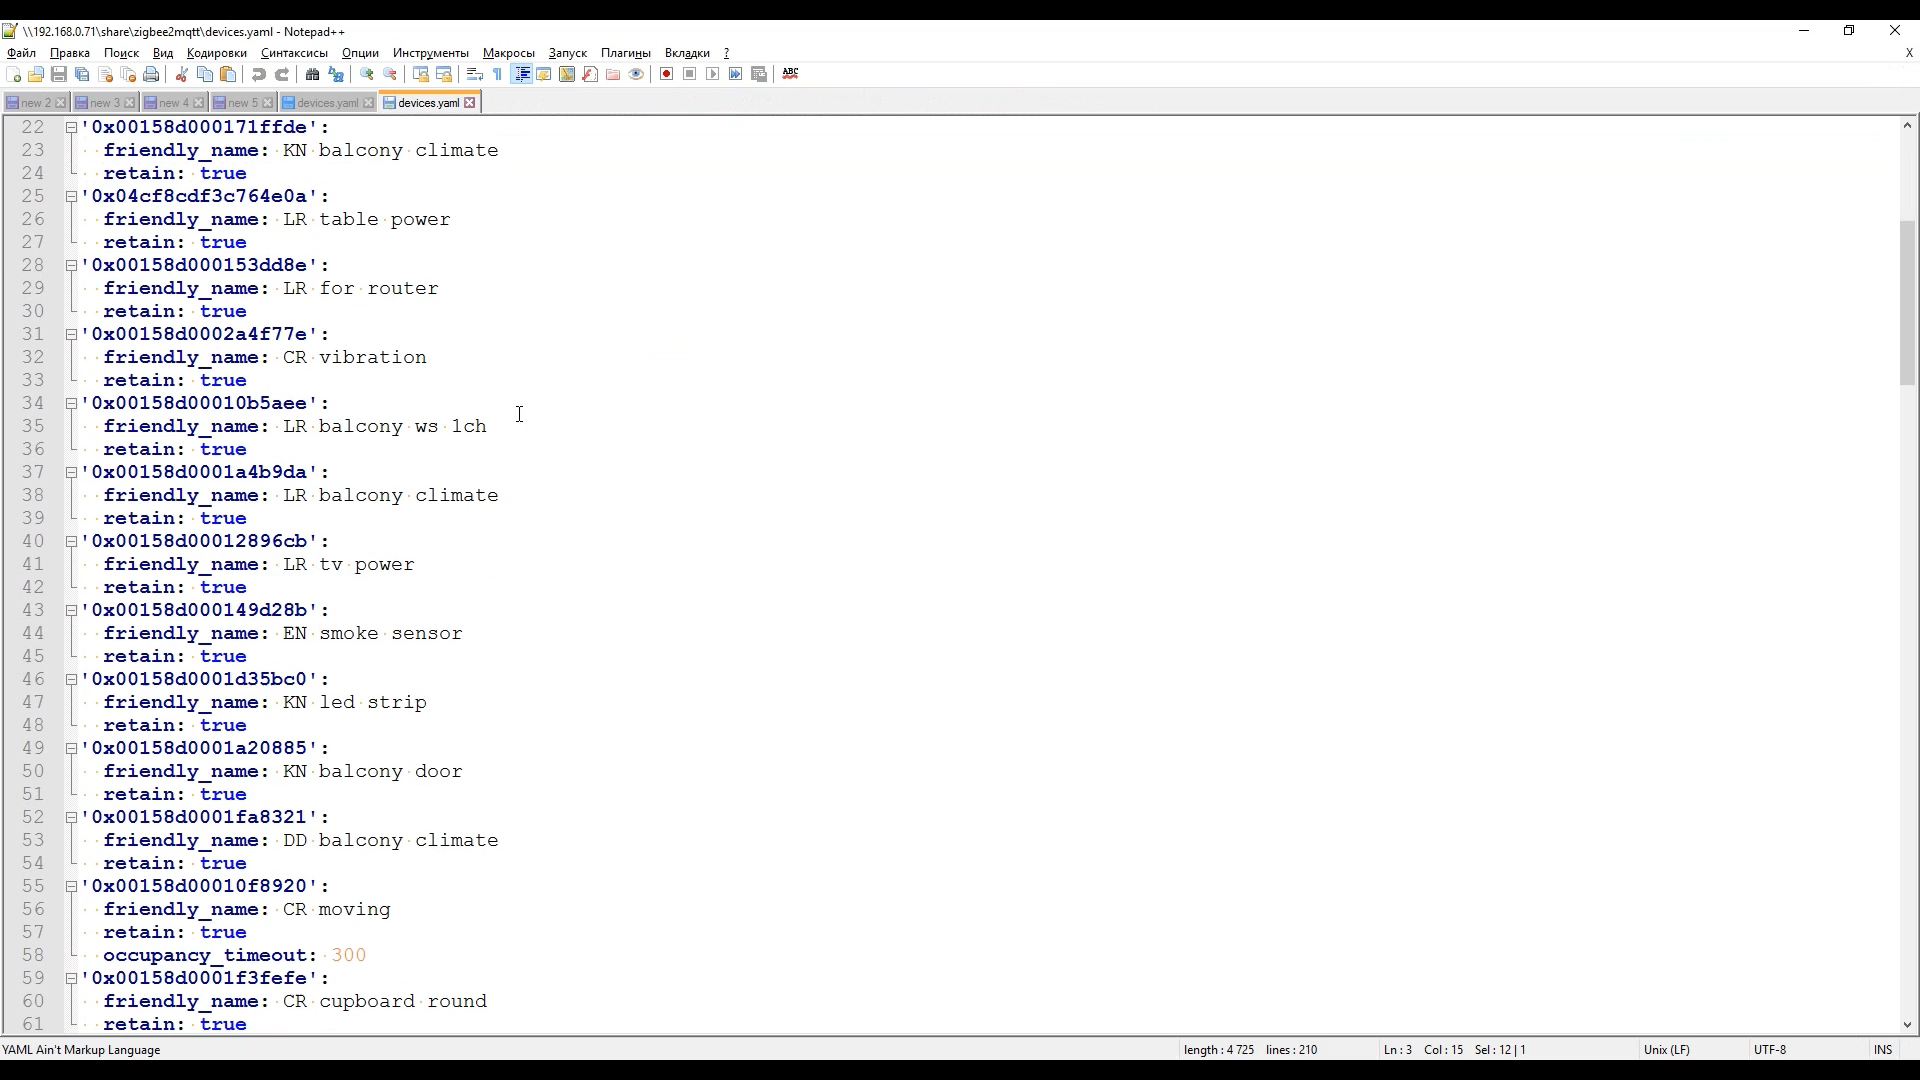 \\192.168.0.71\share\zigbee2mqtt\devices.yaml - Notepad++
Файл Правка Поиск Вид Кодировки Синтаксисы Опции Инструменты Макросы Запуск Плагины Вкладки ? X
ABC
new 2 new 3 new 4 new 5 devices.yaml devices.yaml
22 '0x00158d000171ffde':
23 friendly_name: KN balcony climate
24 retain: true
25 '0x04cf8cdf3c764e0a':
26 friendly_name: LR table power
27 retain: true
28 '0x00158d000153dd8e':
29 friendly_name: LR for router
30 retain: true
31 '0x00158d0002a4f77e':
32 friendly_name: CR vibration
33 retain: true
34 '0x00158d00010b5aee':
35 friendly_name: LR balcony ws 1ch
36 retain: true
37 '0x00158d0001a4b9da':
38 friendly_name: LR balcony climate
39 retain: true
40 '0x00158d00012896cb':
41 friendly_name: LR tv power
42 retain: true
43 '0x00158d000149d28b':
44 friendly_name: EN smoke sensor
45 retain: true
46 '0x00158d0001d35bc0':
47 friendly_name: KN led strip
48 retain: true
49 '0x00158d0001a20885':
50 friendly_name: KN balcony door
51 retain: true
52 '0x00158d0001fa8321':
53 friendly_name: DD balcony climate
54 retain: true
55 '0x00158d00010f8920':
56 friendly_name: CR moving
57 retain: true
58 occupancy_timeout: 300
59 '0x00158d0001f3fefe':
60 friendly_name: CR cupboard round
61 retain: true
YAML Ain't Markup Language length : 4 725 lines : 210 Ln : 3 Col : 15 Sel : 12 | 1 Unix (LF) UTF-8 INS